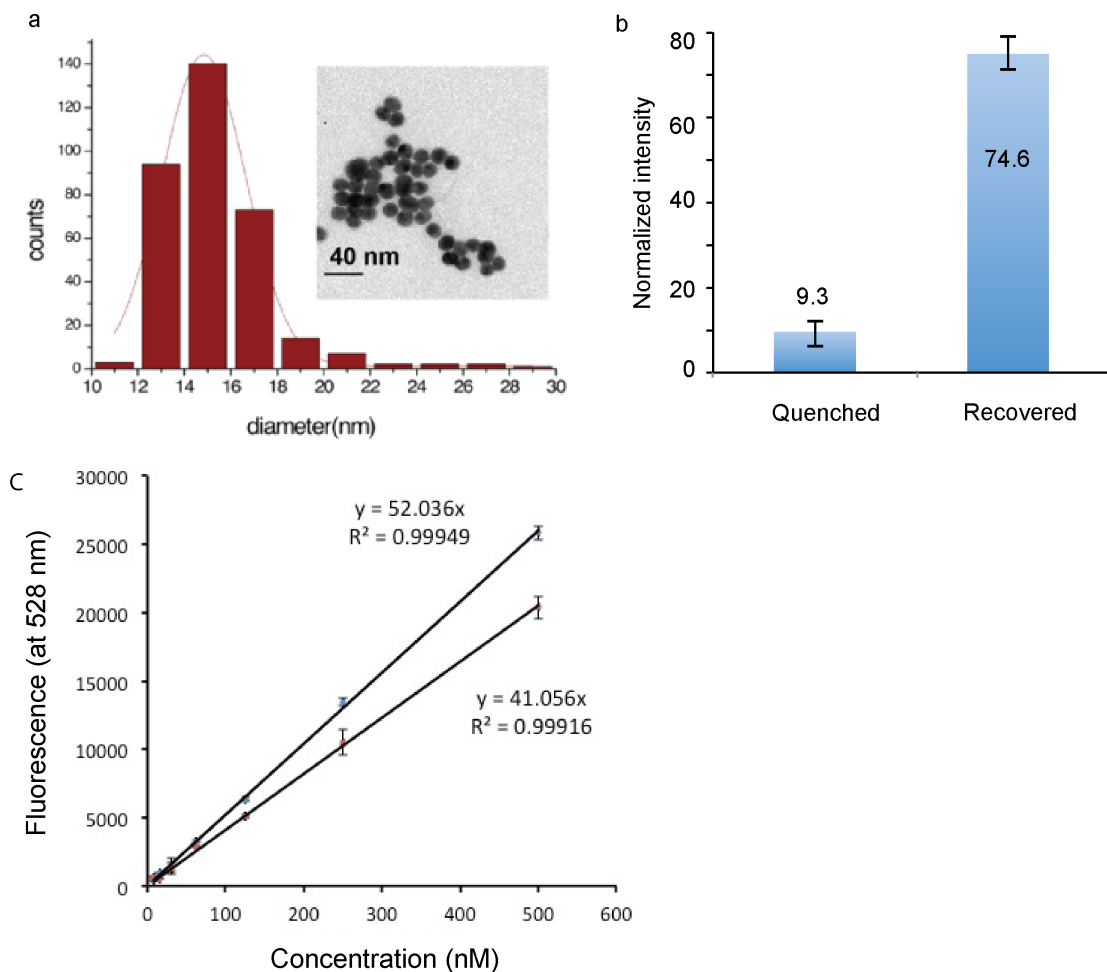 a
140
120
100
80
60
40
20
0
counts
10 12 14 16 18 20 22 24 26 28 30
diameter(nm)
40 nm
b
80
60
40
20
0
Normalized intensity
9.3
74.6
Quenched Recovered
C
30000
25000
20000
15000
10000
5000
0
Fluorescence (at 528 nm)
y = 52.036x
R² = 0.99949
y = 41.056x
R² = 0.99916
0 100 200 300 400 500 600
Concentration (nM)